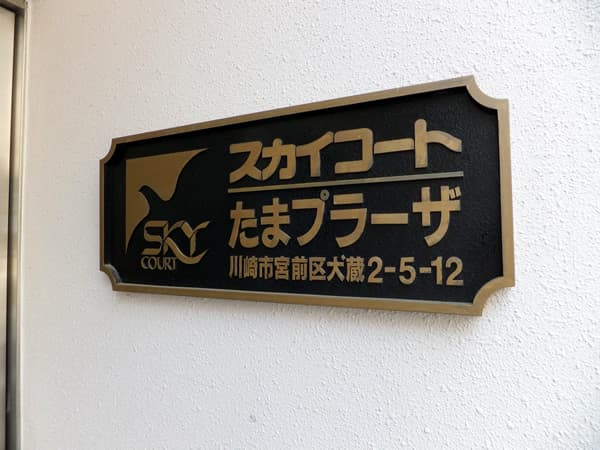 スカイコート
たまプラーザ
川崎市宮前区犬蔵2-5-12
SKY
COURT